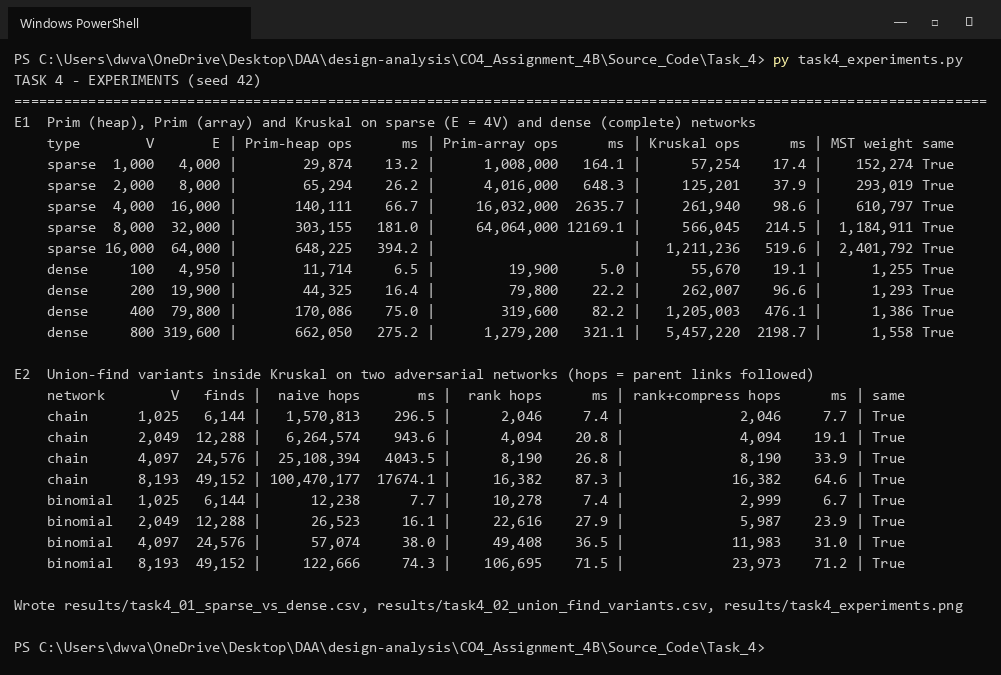 Windows PowerShell
PS C:\Users\dwva\OneDrive\Desktop\DAA\design-analysis\CO4_Assignment_4B\Source_Code\Task_4> py task4_experiments.py
TASK 4 - EXPERIMENTS (seed 42)
======================================================================================================================
E1  Prim (heap), Prim (array) and Kruskal on sparse (E = 4V) and dense (complete) networks
    type        V       E | Prim-heap ops      ms | Prim-array ops      ms | Kruskal ops      ms | MST weight same
    sparse  1,000   4,000 |        29,874    13.2 |      1,008,000   164.1 |      57,254    17.4 |    152,274 True
    sparse  2,000   8,000 |        65,294    26.2 |      4,016,000   648.3 |     125,201    37.9 |    293,019 True
    sparse  4,000  16,000 |       140,111    66.7 |     16,032,000  2635.7 |     261,940    98.6 |    610,797 True
    sparse  8,000  32,000 |       303,155   181.0 |     64,064,000 12169.1 |     566,045   214.5 |  1,184,911 True
    sparse 16,000  64,000 |       648,225   394.2 |                        |   1,211,236   519.6 |  2,401,792 True
    dense     100   4,950 |        11,714     6.5 |         19,900     5.0 |      55,670    19.1 |      1,255 True
    dense     200  19,900 |        44,325    16.4 |         79,800    22.2 |     262,007    96.6 |      1,293 True
    dense     400  79,800 |       170,086    75.0 |        319,600    82.2 |   1,205,003   476.1 |      1,386 True
    dense     800 319,600 |       662,050   275.2 |      1,279,200   321.1 |   5,457,220  2198.7 |      1,558 True
E2  Union-find variants inside Kruskal on two adversarial networks (hops = parent links followed)
    network       V   finds |  naive hops        ms |  rank hops      ms | rank+compress hops      ms | same
    chain     1,025   6,144 |   1,570,813     296.5 |      2,046     7.4 |              2,046     7.7 | True
    chain     2,049  12,288 |   6,264,574     943.6 |      4,094    20.8 |              4,094    19.1 | True
    chain     4,097  24,576 |  25,108,394    4043.5 |      8,190    26.8 |              8,190    33.9 | True
    chain     8,193  49,152 | 100,470,177   17674.1 |     16,382    87.3 |             16,382    64.6 | True
    binomial  1,025   6,144 |      12,238       7.7 |     10,278     7.4 |              2,999     6.7 | True
    binomial  2,049  12,288 |      26,523      16.1 |     22,616    27.9 |              5,987    23.9 | True
    binomial  4,097  24,576 |      57,074      38.0 |     49,408    36.5 |             11,983    31.0 | True
    binomial  8,193  49,152 |     122,666      74.3 |    106,695    71.5 |             23,973    71.2 | True
Wrote results/task4_01_sparse_vs_dense.csv, results/task4_02_union_find_variants.csv, results/task4_experiments.png
PS C:\Users\dwva\OneDrive\Desktop\DAA\design-analysis\CO4_Assignment_4B\Source_Code\Task_4>